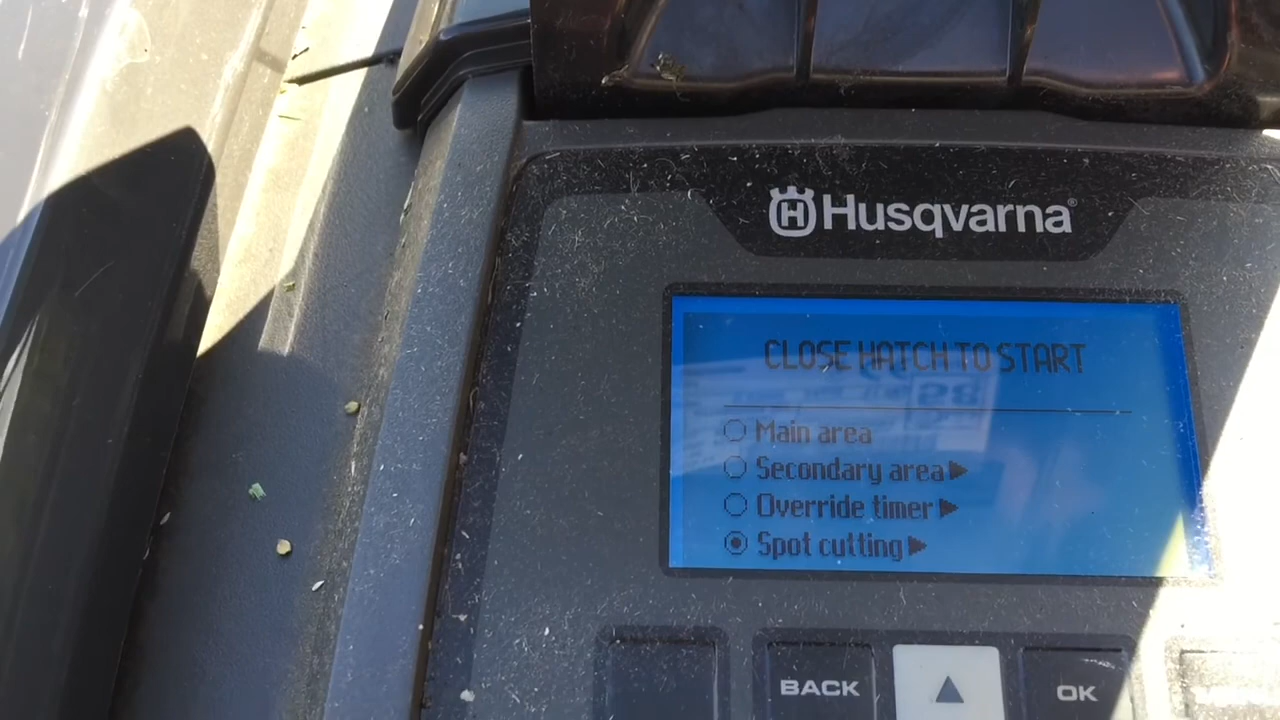 Husqvarna®
CLOSE HATCH TO START
Main area
Secondary area
Override timer
Spot cutting
BACK
OK